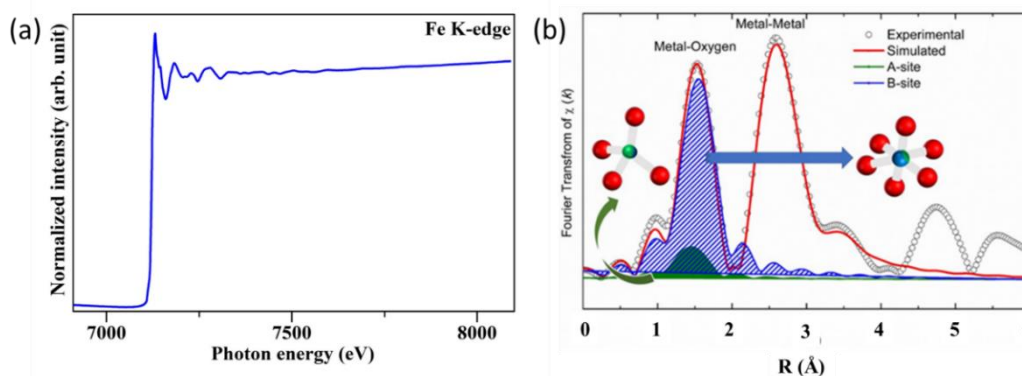 (a)
Fe K-edge
Normalized intensity (arb. unit)
7000
7500
8000
Photon energy (eV)
(b)
Metal-Metal
Metal-Oxygen
Experimental
Simulated
A-site
B-site
Fourier Transfrom of χ (k)
0
1
2
3
4
5
R (Å)